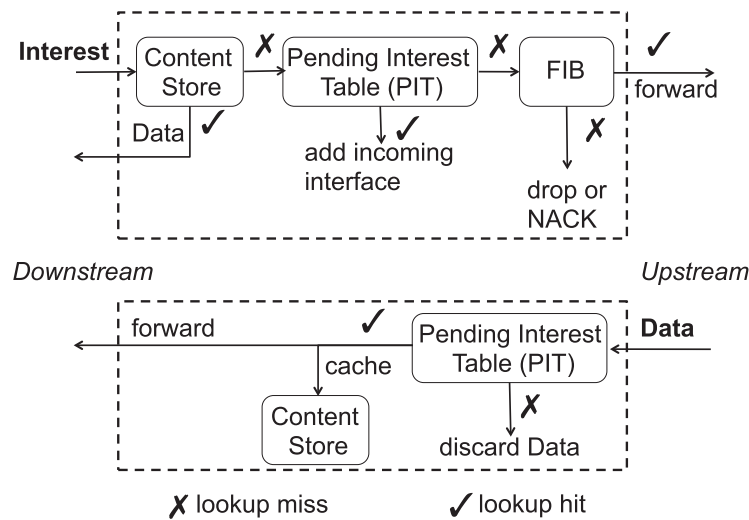 Interest
Content
Store
Pending Interest
Table (PIT)
FIB
forward
Data
add incoming
interface
drop or
NACK
Downstream
Upstream
forward
cache
Content
Store
Pending Interest
Table (PIT)
Data
discard Data
✗ lookup miss
✓ lookup hit